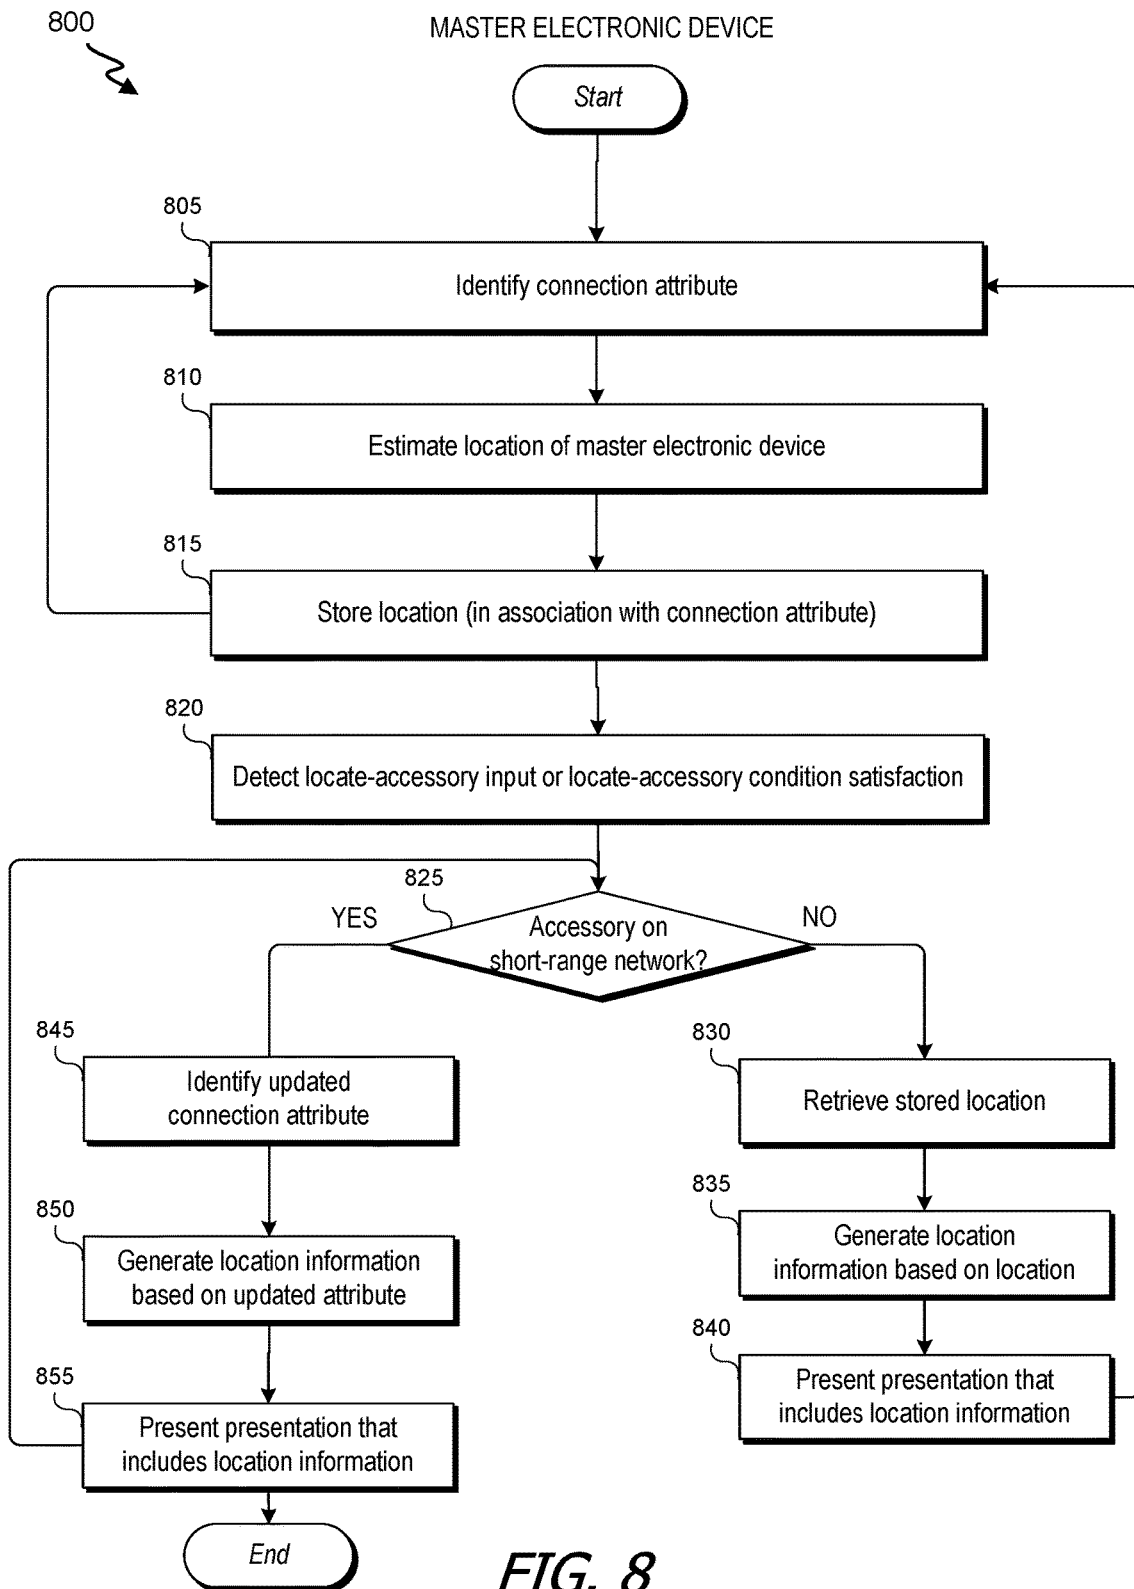 800
MASTER ELECTRONIC DEVICE
Start
805
Identify connection attribute
810
Estimate location of master electronic device
815
Store location (in association with connection attribute)
820
Detect locate-accessory input or locate-accessory condition satisfaction
825
YES
NO
Accessory on
short-range network?
845
Identify updated
connection attribute
830
Retrieve stored location
850
Generate location information
based on updated attribute
835
Generate location
information based on location
855
Present presentation that
includes location information
840
Present presentation that
includes location information
End
FIG. 8